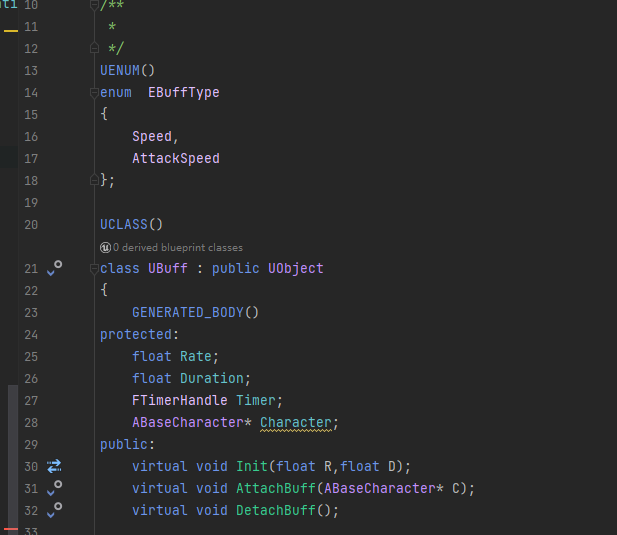 ati
10 /**
11 *
12 */
13 UENUM()
14 enum  EBuffType
15 {
16 Speed,
17 AttackSpeed
18 };
19
20 UCLASS()
0 derived blueprint classes
21 class UBuff : public UObject
22 {
23 GENERATED_BODY()
24 protected:
25 float Rate;
26 float Duration;
27 FTimerHandle Timer;
28 ABaseCharacter* Character;
29 public:
30 virtual void Init(float R,float D);
31 virtual void AttachBuff(ABaseCharacter* C);
32 virtual void DetachBuff();
33